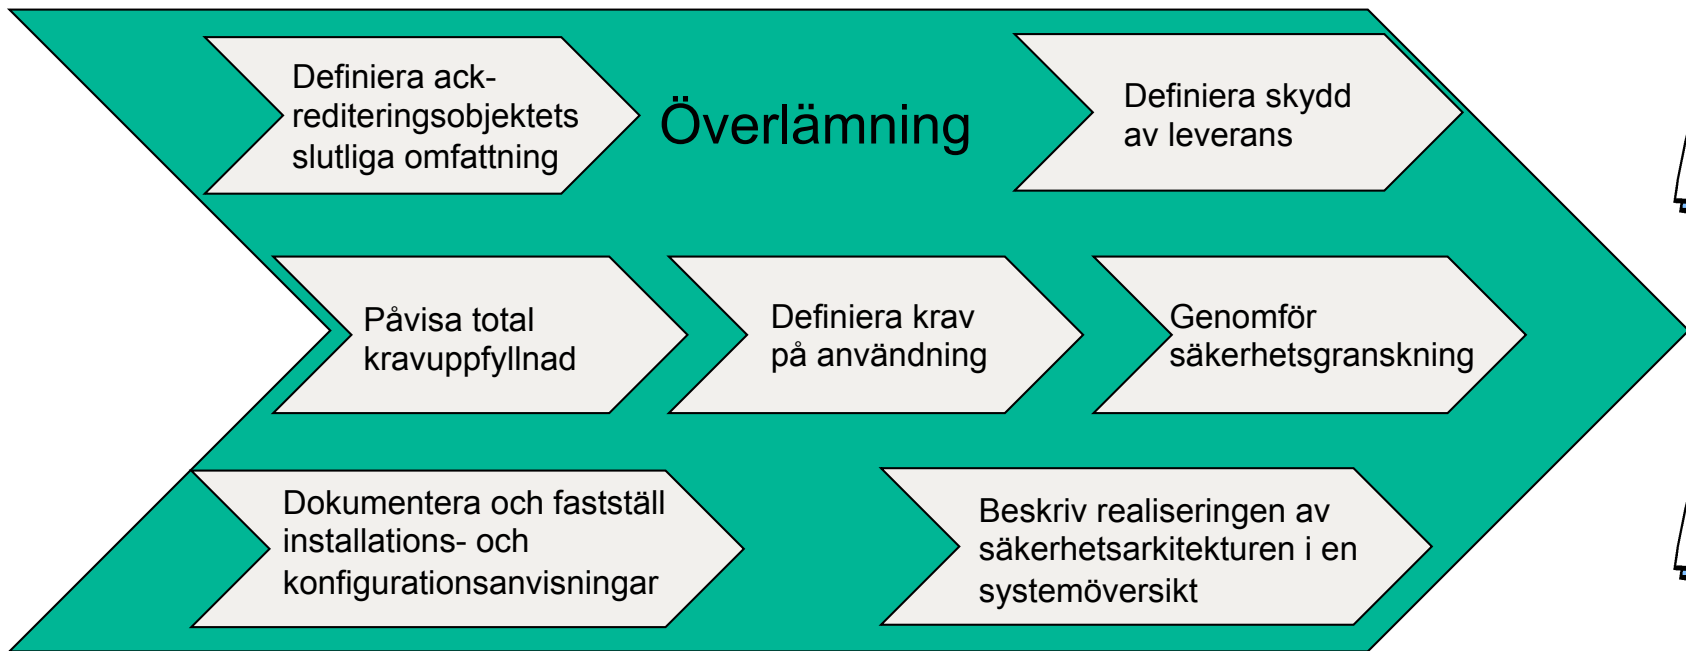 Definiera ack-
rediteringsobjektets
slutliga omfattning
Överlämning
Definiera skydd
av leverans
Påvisa total
kravuppfyllnad
Definiera krav
på användning
Genomför
säkerhetsgranskning
Dokumentera och fastställ
installations- och
konfigurationsanvisningar
Beskriv realiseringen av
säkerhetsarkitekturen i en
systemöversikt